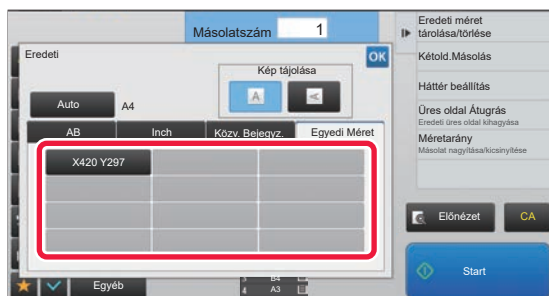 Másolatszám 1
Eredeti
OK
Kép tájolása
A
A
Auto
A4
AB
Inch
Közv. Bejegyz.
Egyedi Méret
X420 Y297
Egyéb
3 B4
4 A3
Eredeti méret
tárolása/törlése
Kétold.Másolás
Háttér beállítás
Üres oldal Átugrás
Eredeti üres oldal kihagyása
Méretarány
Másolat nagyítása/kicsinyítése
Előnézet
CA
Start